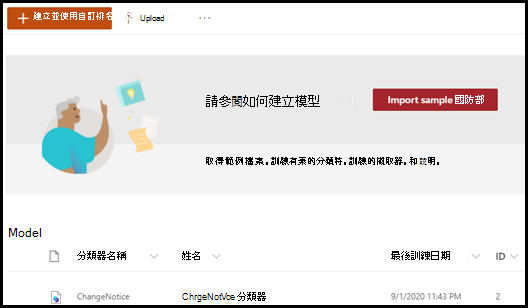 + 建立並使用自訂排名 Upload ...
請參閱如何建立模型 Import sample 國防部
取得範例檔案。訓練有素的分類符。訓練的擷取器。和說明。
Model
分類器名稱 姓名 最後訓練日期 ID
ChangeNotice ChrgeNotVce 分類器 9/1/2020 11:43 PM 2